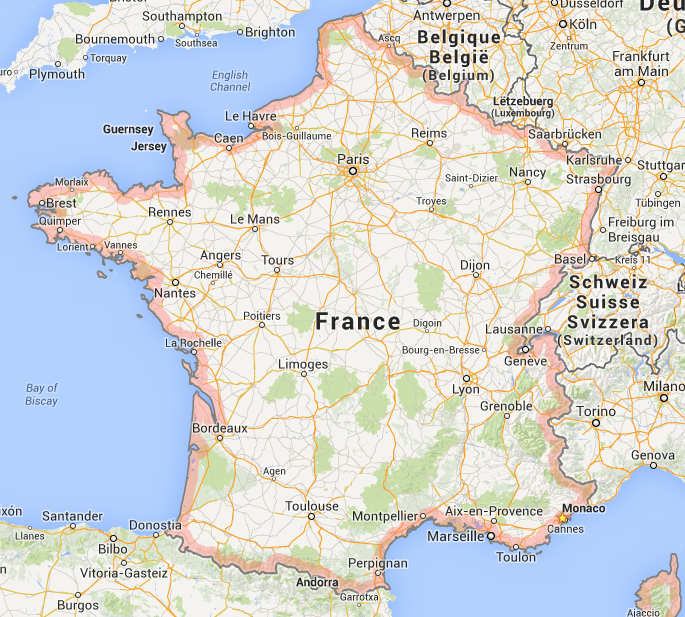 Southampton
Bournemouth
Brighton
Southsea
Torquay
Plymouth
English
Channel
Antwerpen
Düsseldorf
Köln
Zentrum
Ascq
Belgique
België
(Belgium)
Frankfurt
am Main
Lëtzebuerg
(Luxembourg)
Guernsey
Jersey
Le Havre
Bois-Guillaume
Caen
Reims
Saarbrücken
Karlsruhe
Stuttgart
Paris
Saint-Dizier
Nancy
Strasbourg
Tübingen
Morlaix
Brest
Quimper
Lorient
Vannes
Rennes
Le Mans
Troyes
Freiburg im
Breisgau
Angers
Tours
Chemillé
Nantes
Dijon
Basel
Kreis 11
Schweiz
Suisse
Svizzera
(Switzerland)
Poitiers
France
Digoin
Lausanne
La Rochelle
Bourg-en-Bresse
Genève
Limoges
Lyon
Bay of
Biscay
Grenoble
Milano
Torino
Bordeaux
Genova
Agen
Toulouse
Montpellier
Aix-en-Provence
Monaco
Cannes
Marseille
Toulon
Santander
Llanes
Donostia
Bilbo
Vitoria-Gasteiz
Burgos
Andorra
Perpignan
Garrotxa
Ajaccio